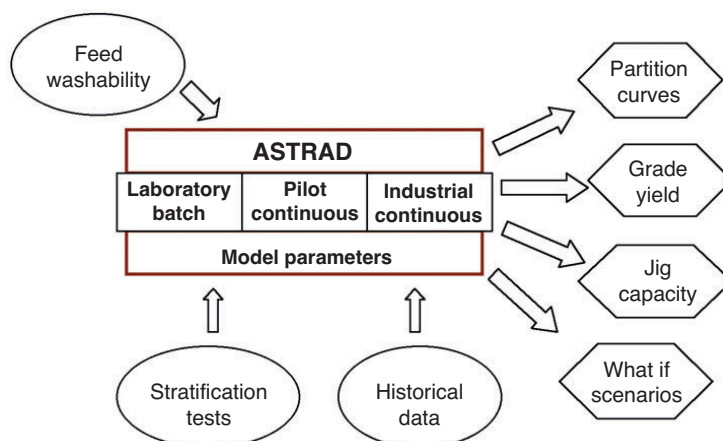 Feed
washability
Partition
curves
ASTRAD
Laboratory
batch
Pilot
continuous
Industrial
continuous
Grade
yield
Model parameters
Jig
capacity
Stratification
tests
Historical
data
What if
scenarios